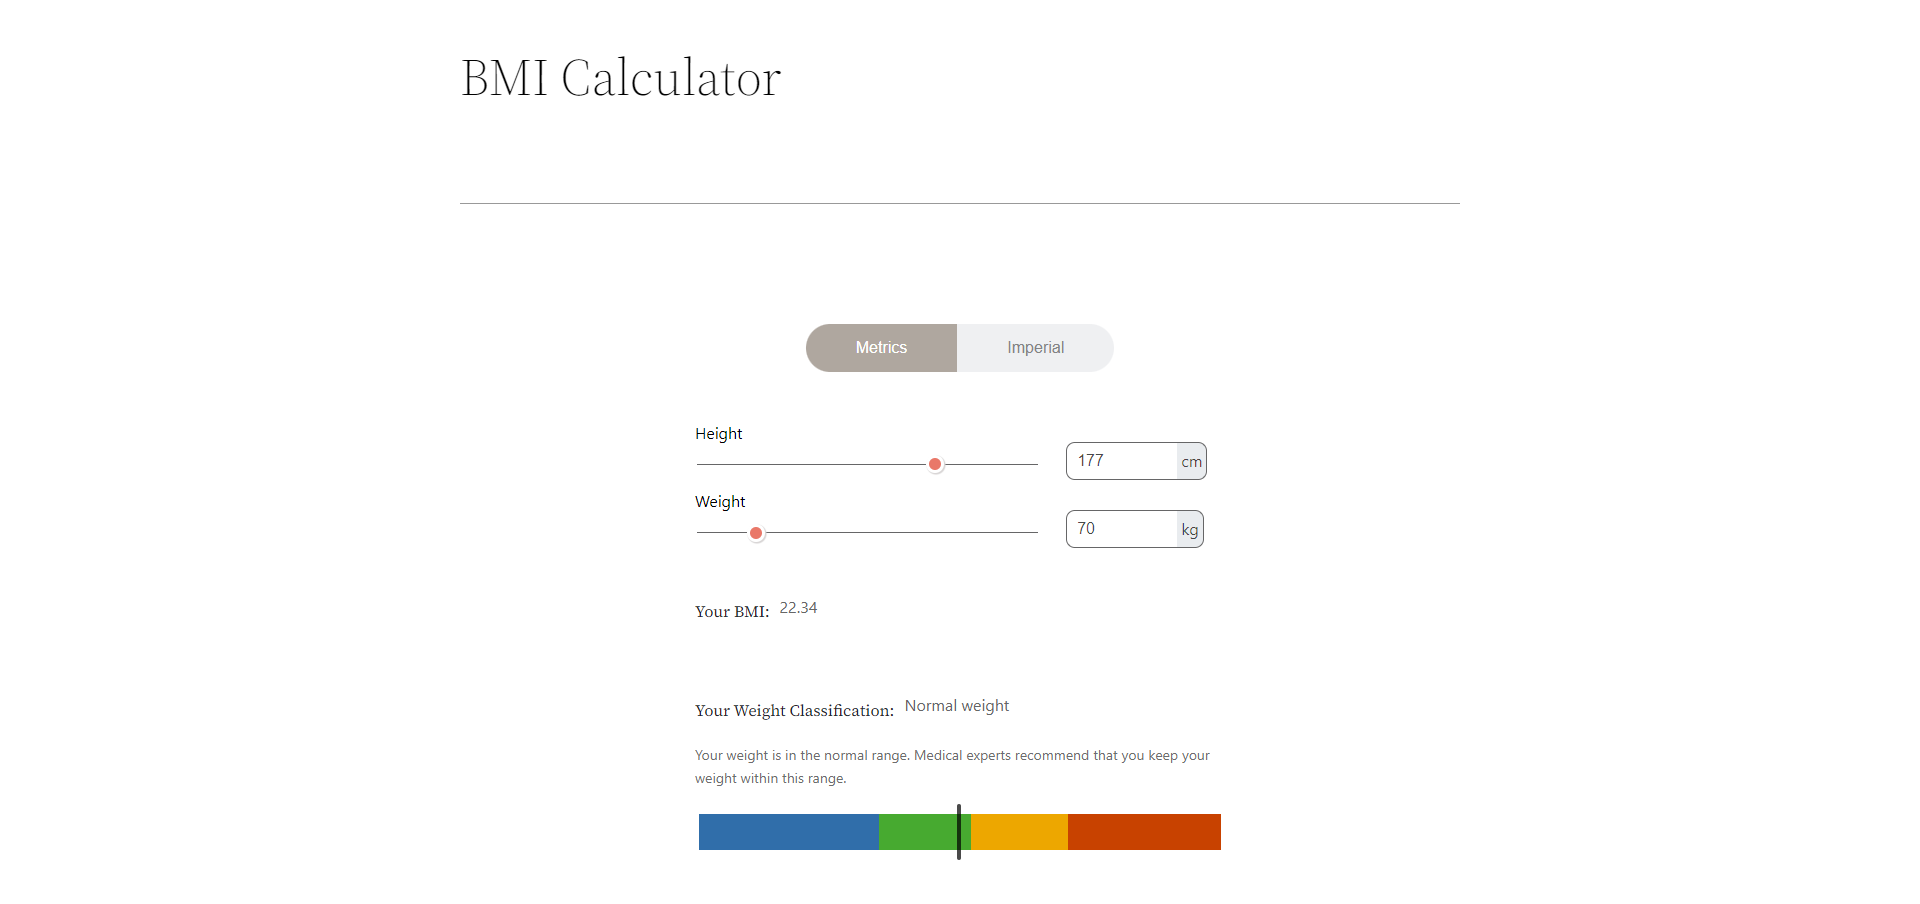 BMI Calculator
Metrics Imperial
Height
177 cm
Weight
70 kg
Your BMI: 22.34
Your Weight Classification: Normal weight
Your weight is in the normal range. Medical experts recommend that you keep your
weight within this range.